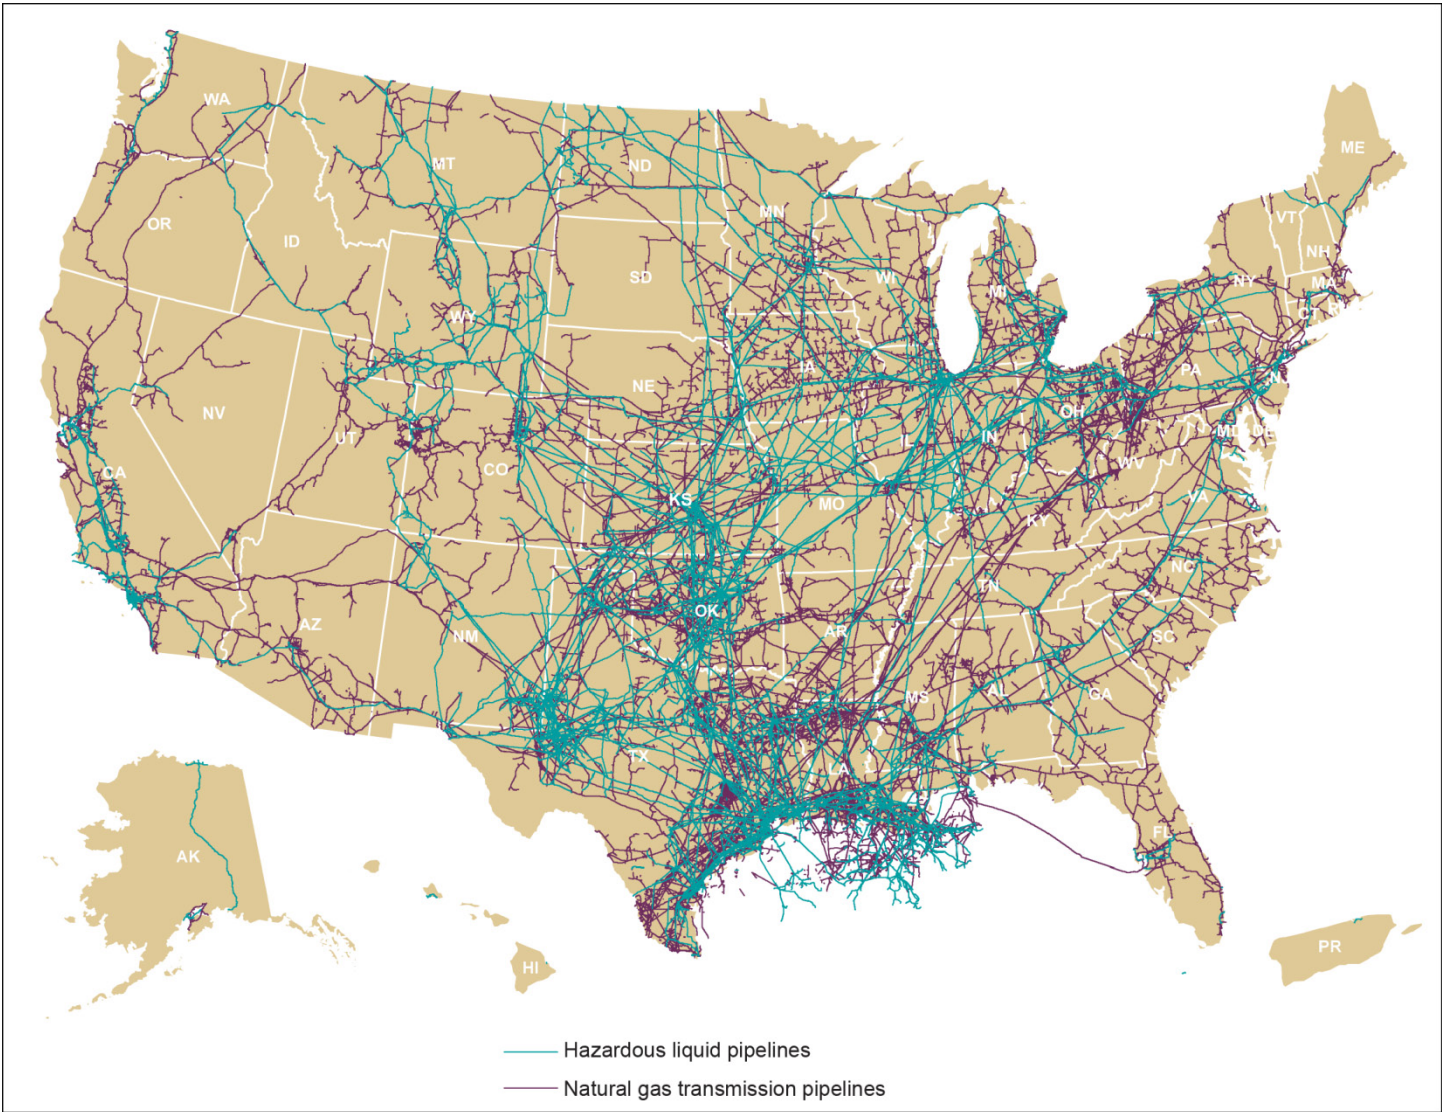 WA
MT
ND
ME
OR
ID
MN
VT
NH
SD
WI
MI
NY
MA
WY
CT
RI
NE
IA
PA
NJ
NV
UT
CO
IL
IN
OH
MD
DE
CA
KS
MO
WV
VA
KY
NC
AZ
NM
OK
AR
TN
SC
MS
AL
GA
TX
LA
FL
AK
HI
PR
Hazardous liquid pipelines
Natural gas transmission pipelines